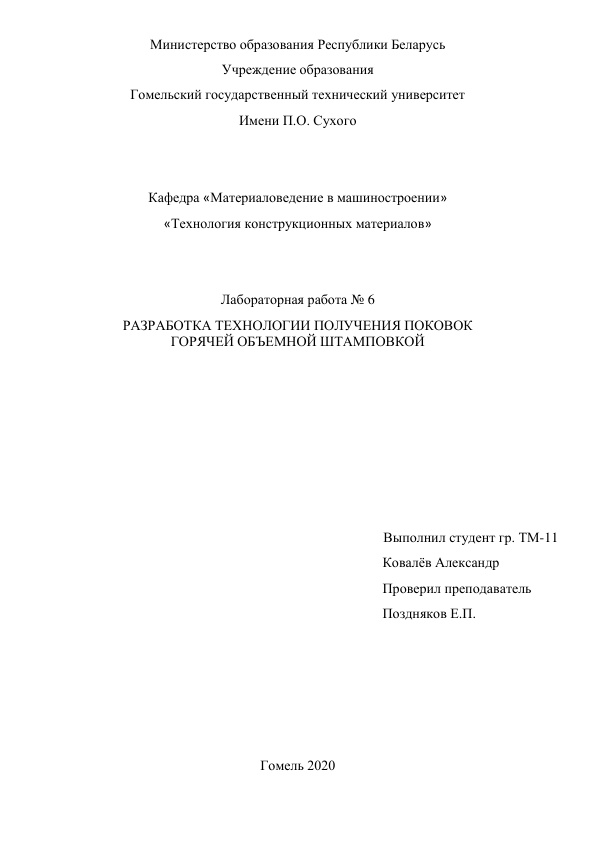 Министерство образования Республики Беларусь
Учреждение образования
Гомельский государственный технический университет
Имени П.О. Сухого
Кафедра «Материаловедение в машиностроении»
«Технология конструкционных материалов»
Лабораторная работа № 6
РАЗРАБОТКА ТЕХНОЛОГИИ ПОЛУЧЕНИЯ ПОКОВОК
ГОРЯЧЕЙ ОБЪЕМНОЙ ШТАМПОВКОЙ
Выполнил студент гр. ТМ-11
Ковалёв Александр
Проверил преподаватель
Поздняков Е.П.
Гомель 2020